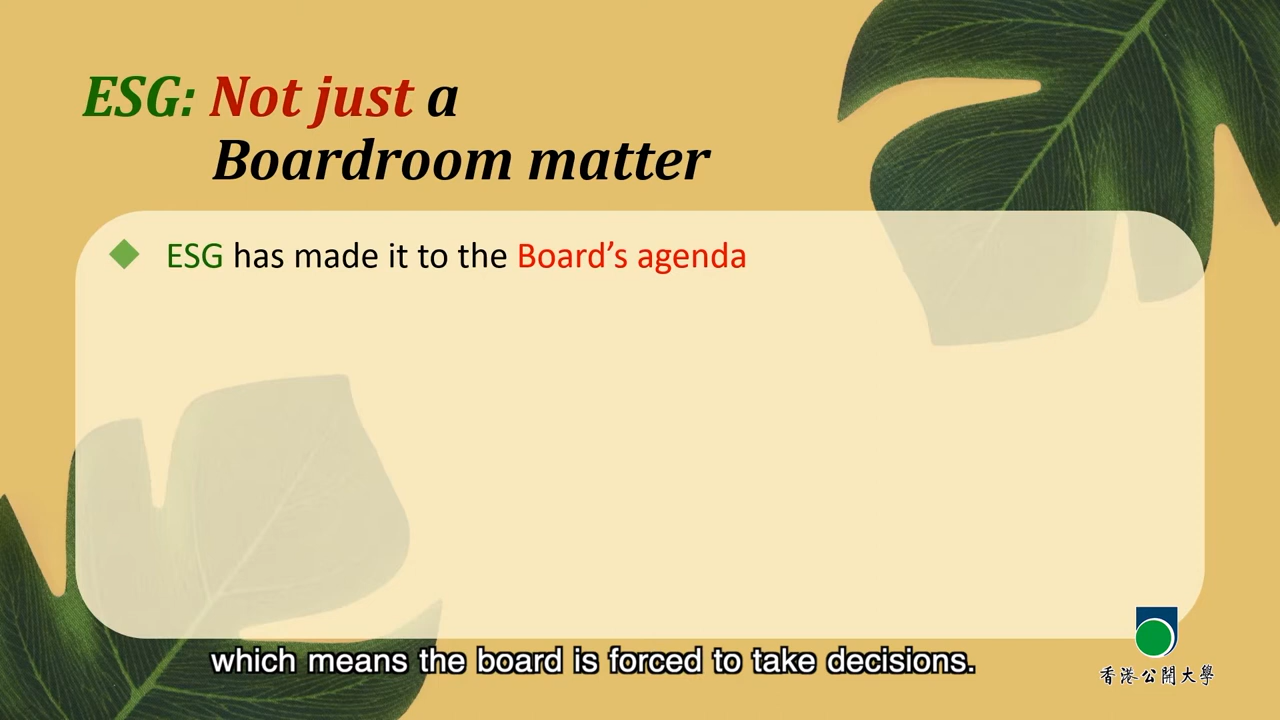 ESG: Not just a
Boardroom matter
ESG has made it to the Board’s agenda
which means the board is forced to take decisions.
香港公開大學